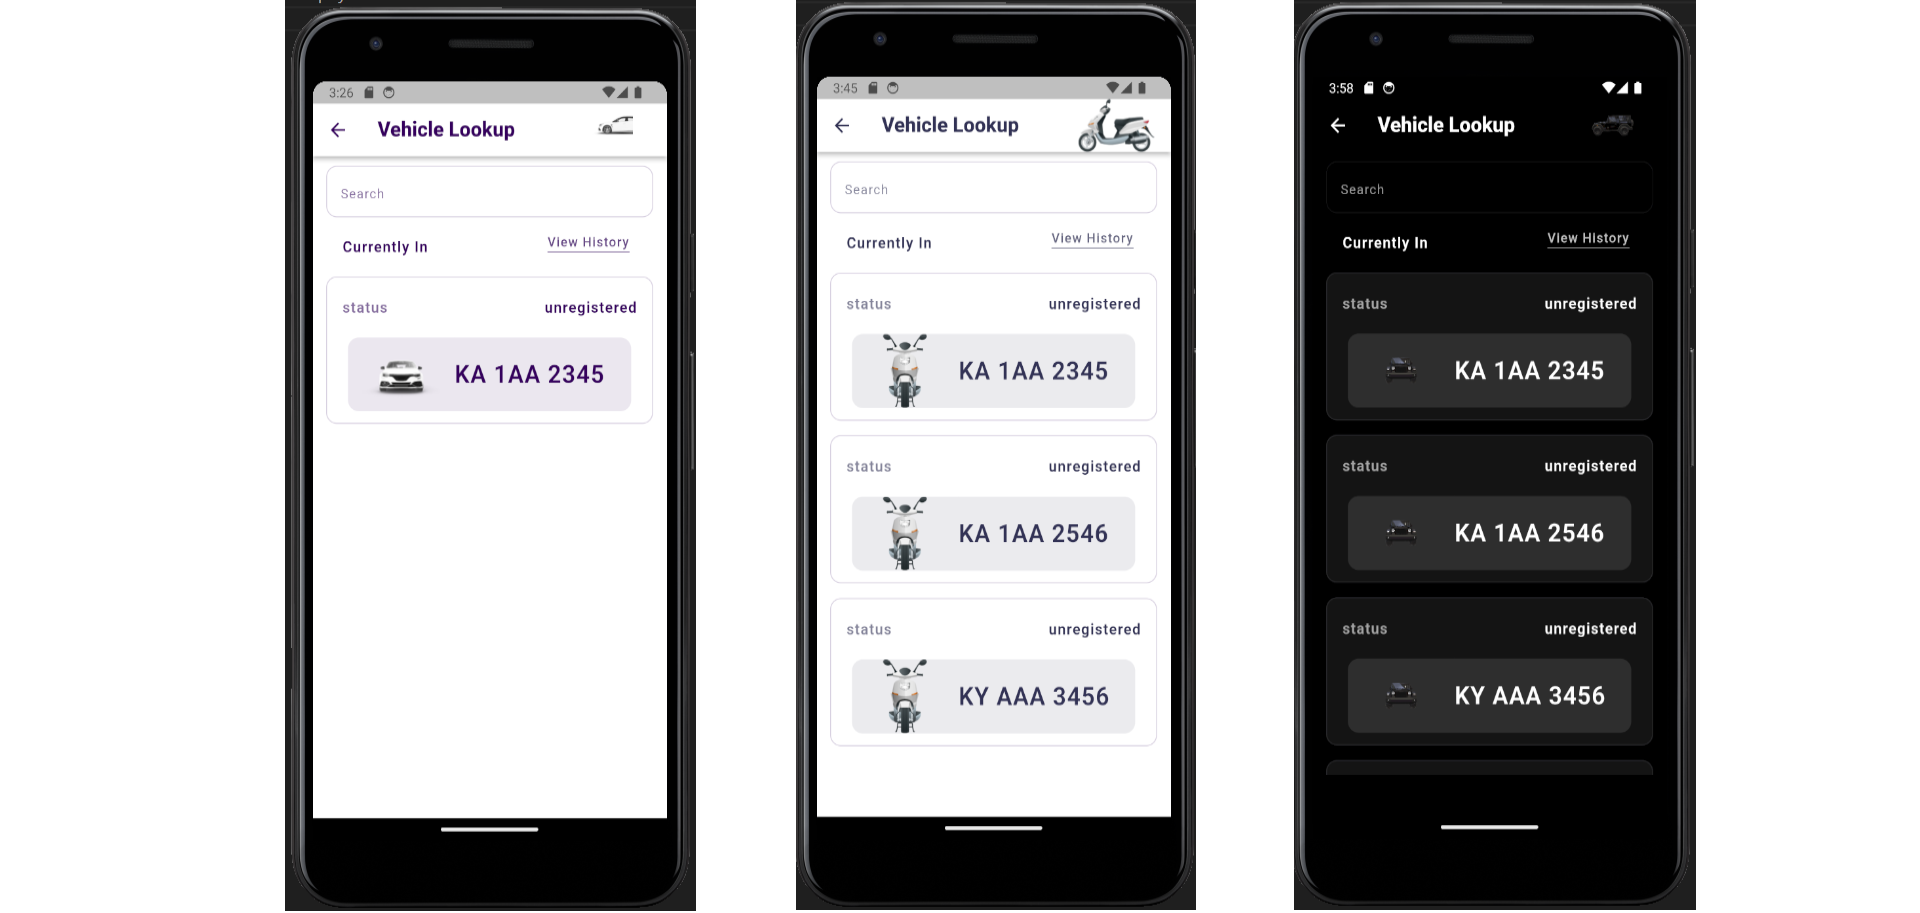 3:26
Vehicle Lookup
Search
Currently In
View History
status
unregistered
KA 1AA 2345
3:45
Vehicle Lookup
Search
Currently In
View History
status
unregistered
KA 1AA 2345
status
unregistered
KA 1AA 2546
status
unregistered
KY AAA 3456
3:58
Vehicle Lookup
Search
Currently In
View History
status
unregistered
KA 1AA 2345
status
unregistered
KA 1AA 2546
status
unregistered
KY AAA 3456